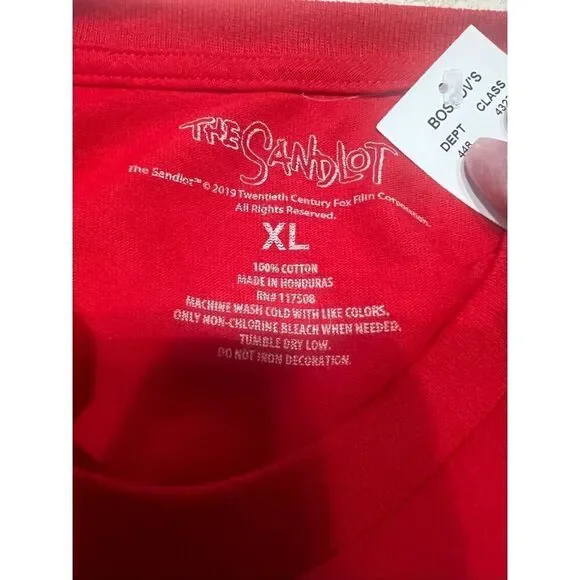 THE SANDLOT
The Sandlot™ © 2019 Twentieth Century Fox Film Corporation.
All Rights Reserved.
XL
100% COTTON
MADE IN HONDURAS
RN# 117508
MACHINE WASH COLD WITH LIKE COLORS.
ONLY NON-CHLORINE BLEACH WHEN NEEDED.
TUMBLE DRY LOW.
DO NOT IRON DECORATION.
DEPT CLASS
448